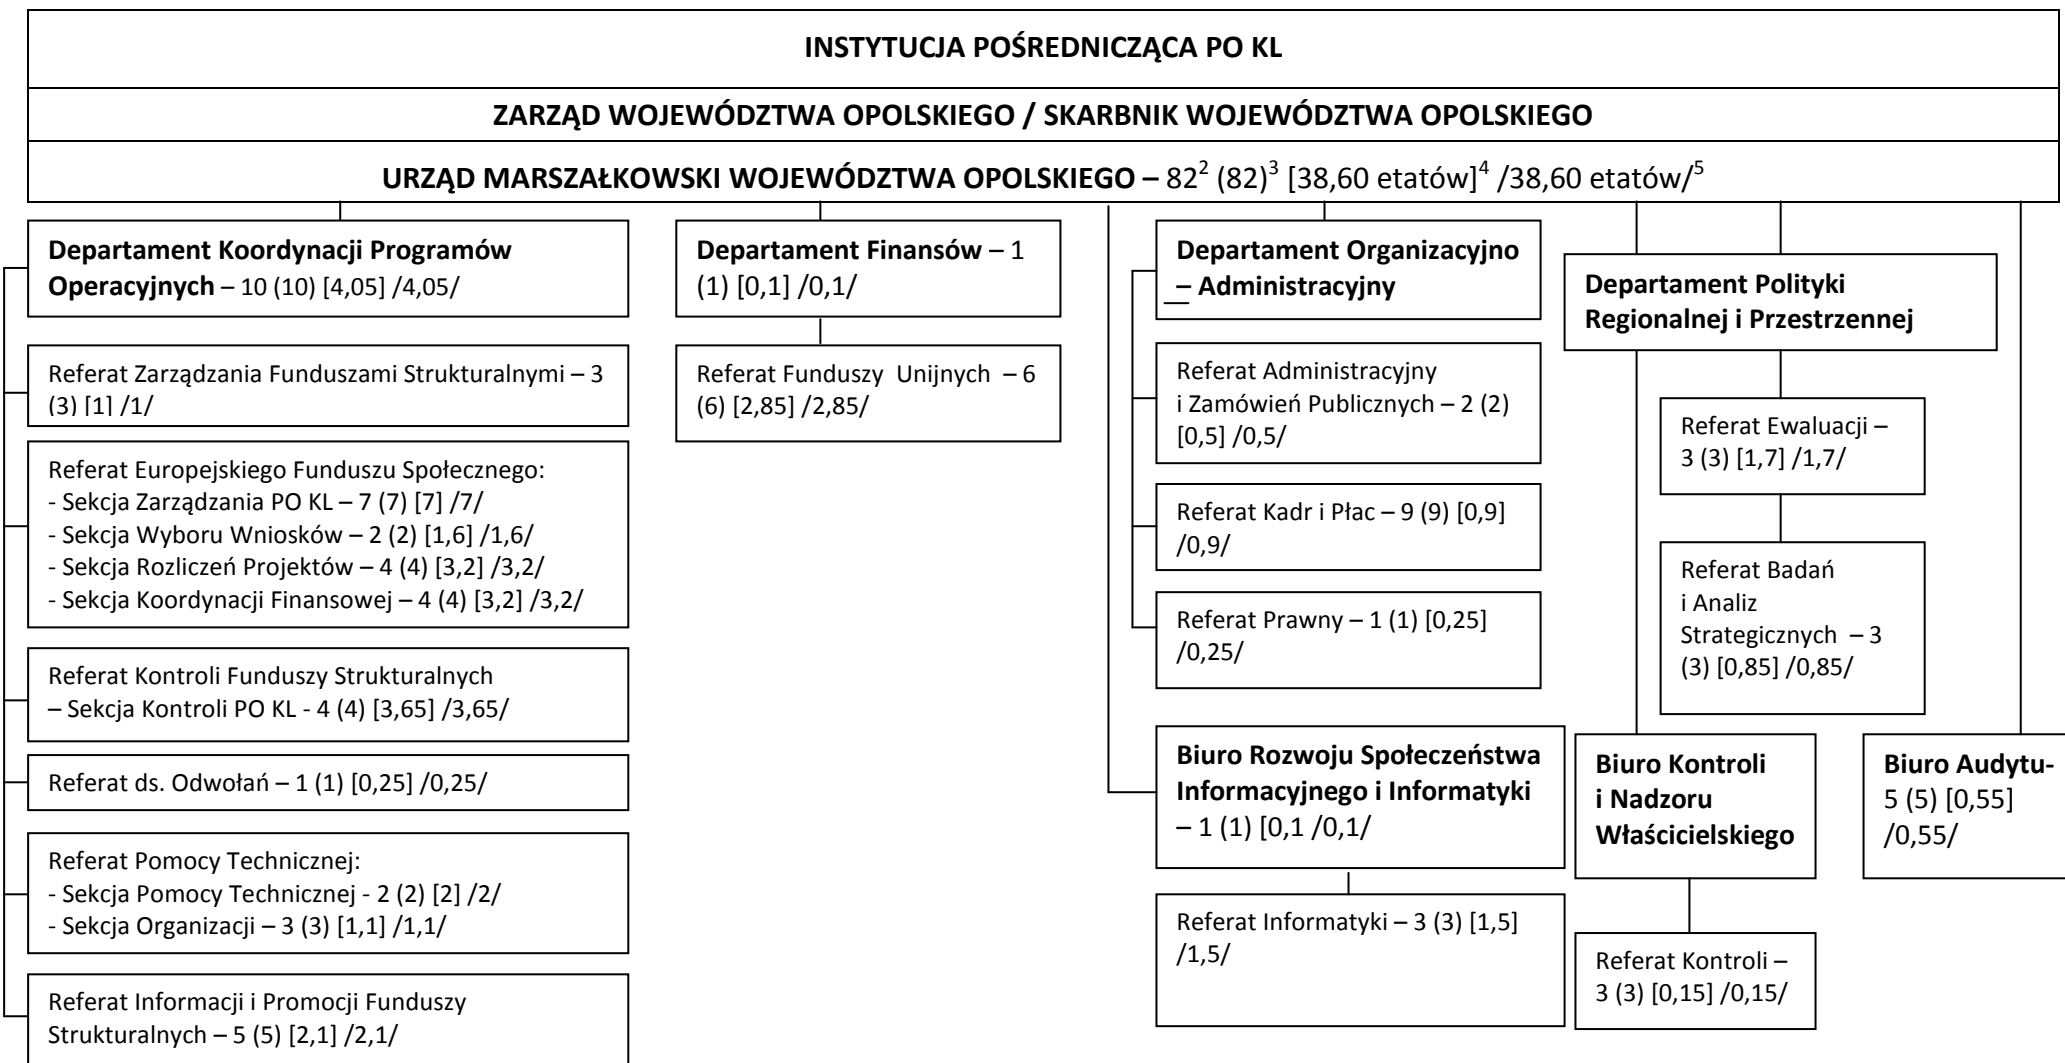 INSTYTUCJA POŚREDNICZĄCA PO KL
ZARZĄD WOJEWÓDZTWA OPOLSKIEGO / SKARBNIK WOJEWÓDZTWA OPOLSKIEGO
URZĄD MARSZAŁKOWSKI WOJEWÓDZTWA OPOLSKIEGO – 82² (82)³ [38,60 etatów]⁴ /38,60 etatów/⁵
Departament Koordynacji Programów
Operacyjnych – 10 (10) [4,05] /4,05/
Referat Zarządzania Funduszami Strukturalnymi – 3
(3) [1] /1/
Referat Europejskiego Funduszu Społecznego:
- Sekcja Zarządzania PO KL – 7 (7) [7] /7/
- Sekcja Wyboru Wniosków – 2 (2) [1,6] /1,6/
- Sekcja Rozliczeń Projektów – 4 (4) [3,2] /3,2/
- Sekcja Koordynacji Finansowej – 4 (4) [3,2] /3,2/
Referat Kontroli Funduszy Strukturalnych
– Sekcja Kontroli PO KL - 4 (4) [3,65] /3,65/
Referat ds. Odwołań – 1 (1) [0,25] /0,25/
Referat Pomocy Technicznej:
- Sekcja Pomocy Technicznej - 2 (2) [2] /2/
- Sekcja Organizacji – 3 (3) [1,1] /1,1/
Referat Informacji i Promocji Funduszy
Strukturalnych – 5 (5) [2,1] /2,1/
Departament Finansów – 1
(1) [0,1] /0,1/
Referat Funduszy Unijnych – 6
(6) [2,85] /2,85/
Departament Organizacyjno
– Administracyjny
Referat Administracyjny
i Zamówień Publicznych – 2 (2)
[0,5] /0,5/
Referat Kadr i Płac – 9 (9) [0,9]
/0,9/
Referat Prawny – 1 (1) [0,25]
/0,25/
Biuro Rozwoju Społeczeństwa
Informacyjnego i Informatyki
– 1 (1) [0,1 /0,1/
Referat Informatyki – 3 (3) [1,5]
/1,5/
Departament Polityki
Regionalnej i Przestrzennej
Referat Ewaluacji –
3 (3) [1,7] /1,7/
Referat Badań
i Analiz
Strategicznych – 3
(3) [0,85] /0,85/
Biuro Kontroli
i Nadzoru
Właścicielskiego
Referat Kontroli –
3 (3) [0,15] /0,15/
Biuro Audytu-
5 (5) [0,55]
/0,55/